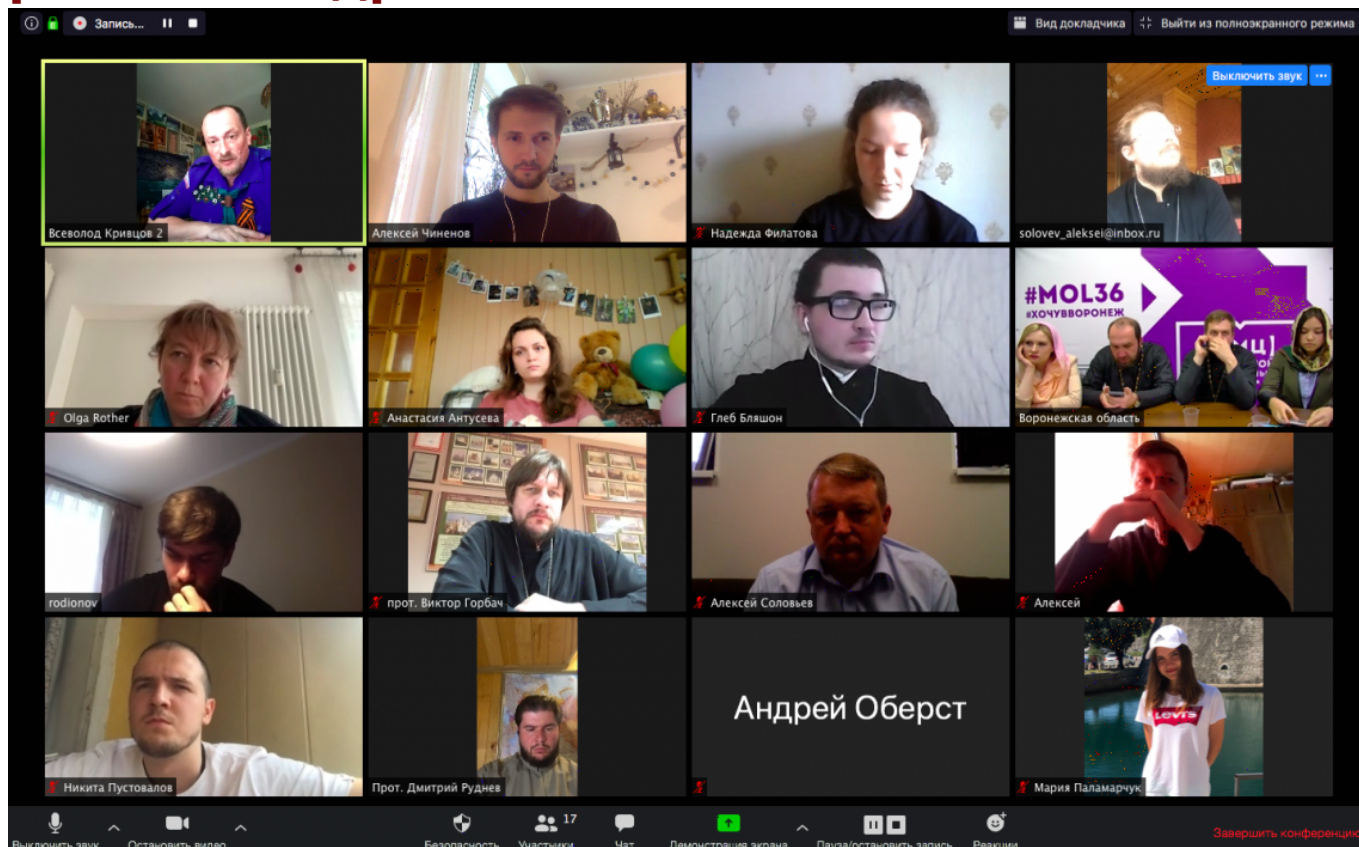 Запись...
Вид докладчика
Выйти из полноэкранного режима
Выключить звук
Всеволод Кривцов 2
Алексей Чиненов
Надежда Филатова
solovev_aleksei@inbox.ru
Olga Rother
Анастасия Антусева
Глеб Бляшон
#MOL36
#ХОЧУВВОРОНЕЖ
Воронежская область
rodionov
прот. Виктор Горбач
Алексей Соловьев
Алексей
Никита Пустовалов
Прот. Дмитрий Руднев
Андрей Оберст
LEVI'S
Мария Паламарчук
17
Выключить звук
Остановить видео
Безопасность
Участники
Чат
Демонстрация экрана
Пауза/остановить запись
Реакции
Завершить конференцию